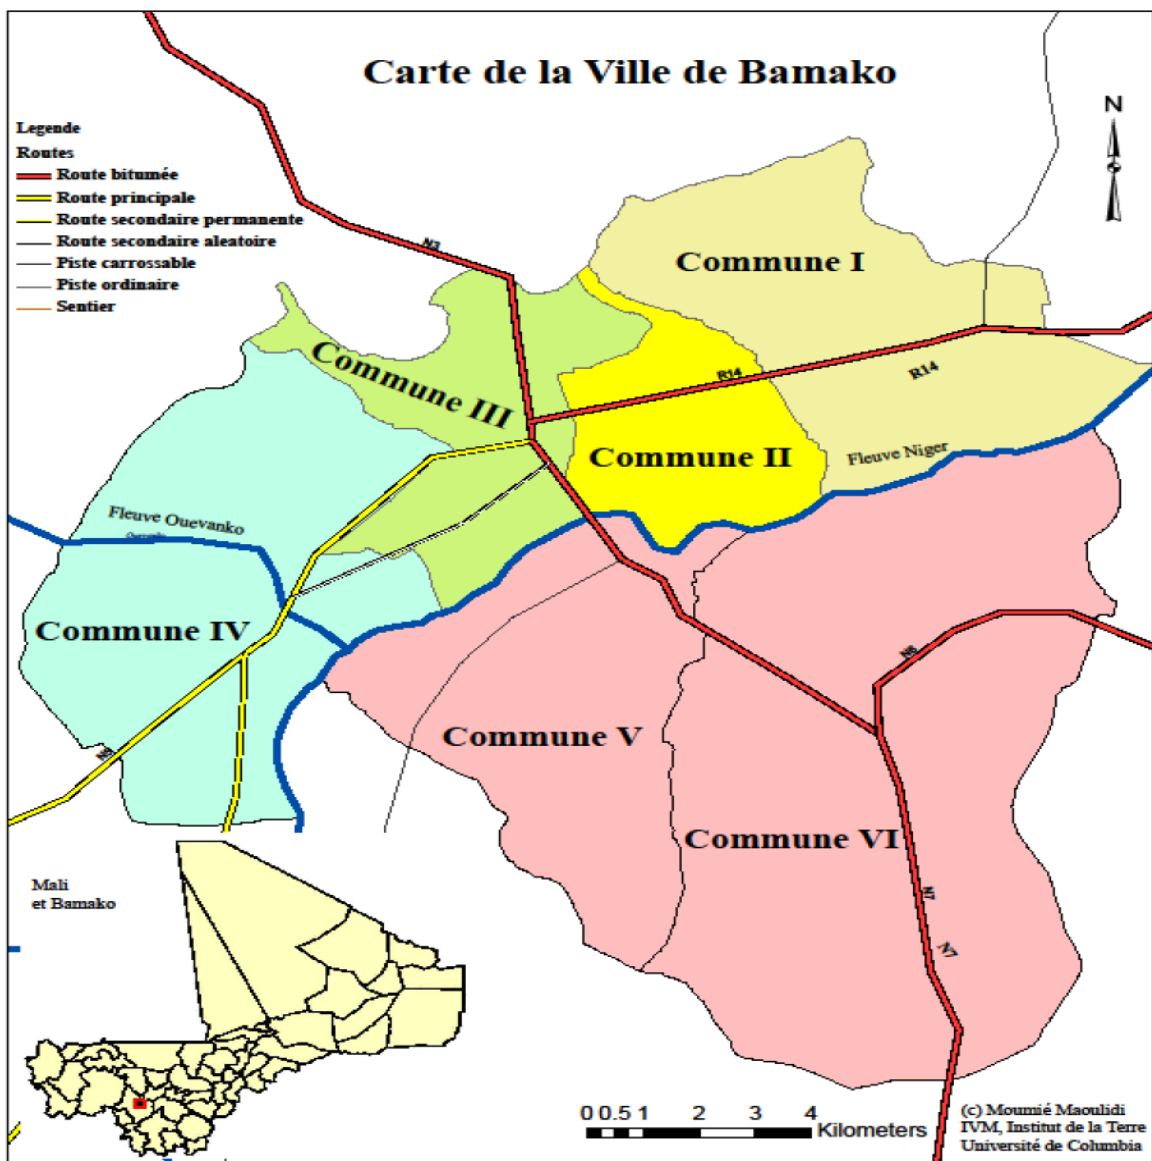 Carte de la Ville de Bamako
N
Legende
Routes
Route bitumée
Route principale
Route secondaire permanente
Route secondaire aleatoire
Piste carrossable
Piste ordinaire
Sentier
N3
Commune I
Commune III
R14
R14
Commune II
Fleuve Niger
Fleuve Ouevanko
Commune IV
N6
Commune V
N5
Commune VI
N7
N7
Mali
et Bamako
0 0.5 1 2 3 4
Kilometers
(c) Moumié Maoulidi
IVM, Institut de la Terre
Université de Columbia